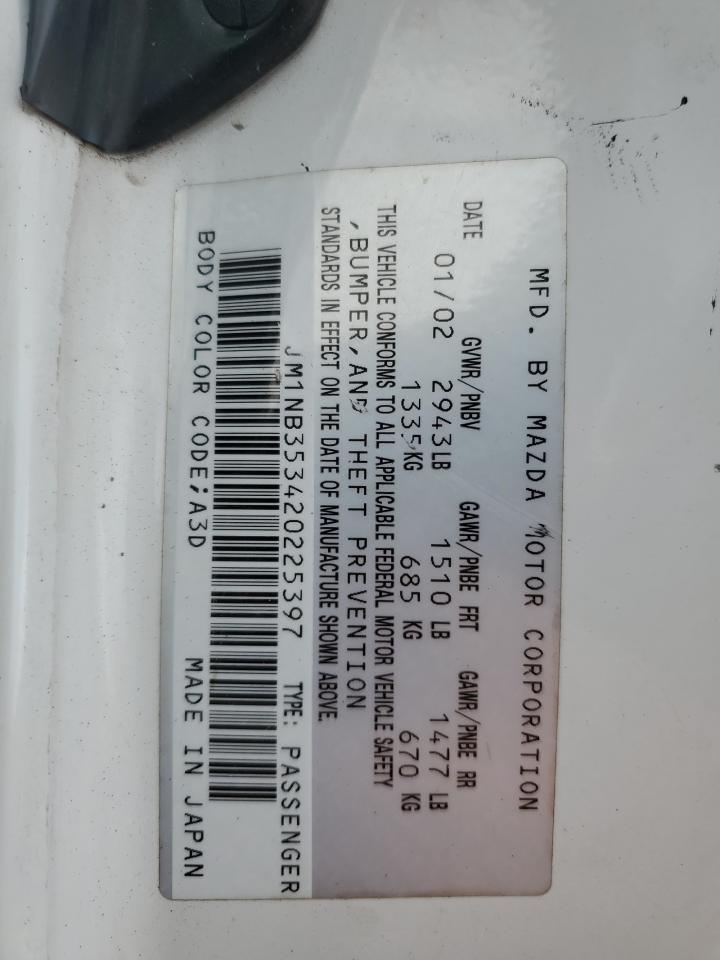 MFD. BY MAZDA MOTOR CORPORATION
DATE GVWR/PNBV GAWR/PNBE FRT GAWR/PNBE RR
01/02 2943LB 1510 LB 1477 LB
1335KG 685 KG 670 KG
THIS VEHICLE CONFORMS TO ALL APPLICABLE FEDERAL MOTOR VEHICLE SAFETY
,BUMPER,AND THEFT PREVENTION
STANDARDS IN EFFECT ON THE DATE OF MANUFACTURE SHOWN ABOVE.
JM1NB353420225397 TYPE: PASSENGER
BODY COLOR CODE;A3D MADE IN JAPAN